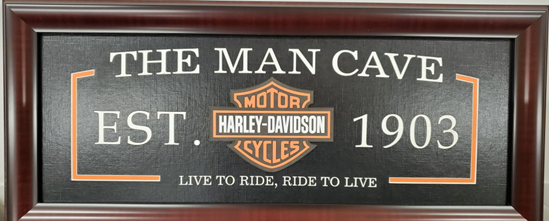 THE MAN CAVE
MOTOR
EST. HARLEY-DAVIDSON 1903
CYCLES
LIVE TO RIDE, RIDE TO LIVE